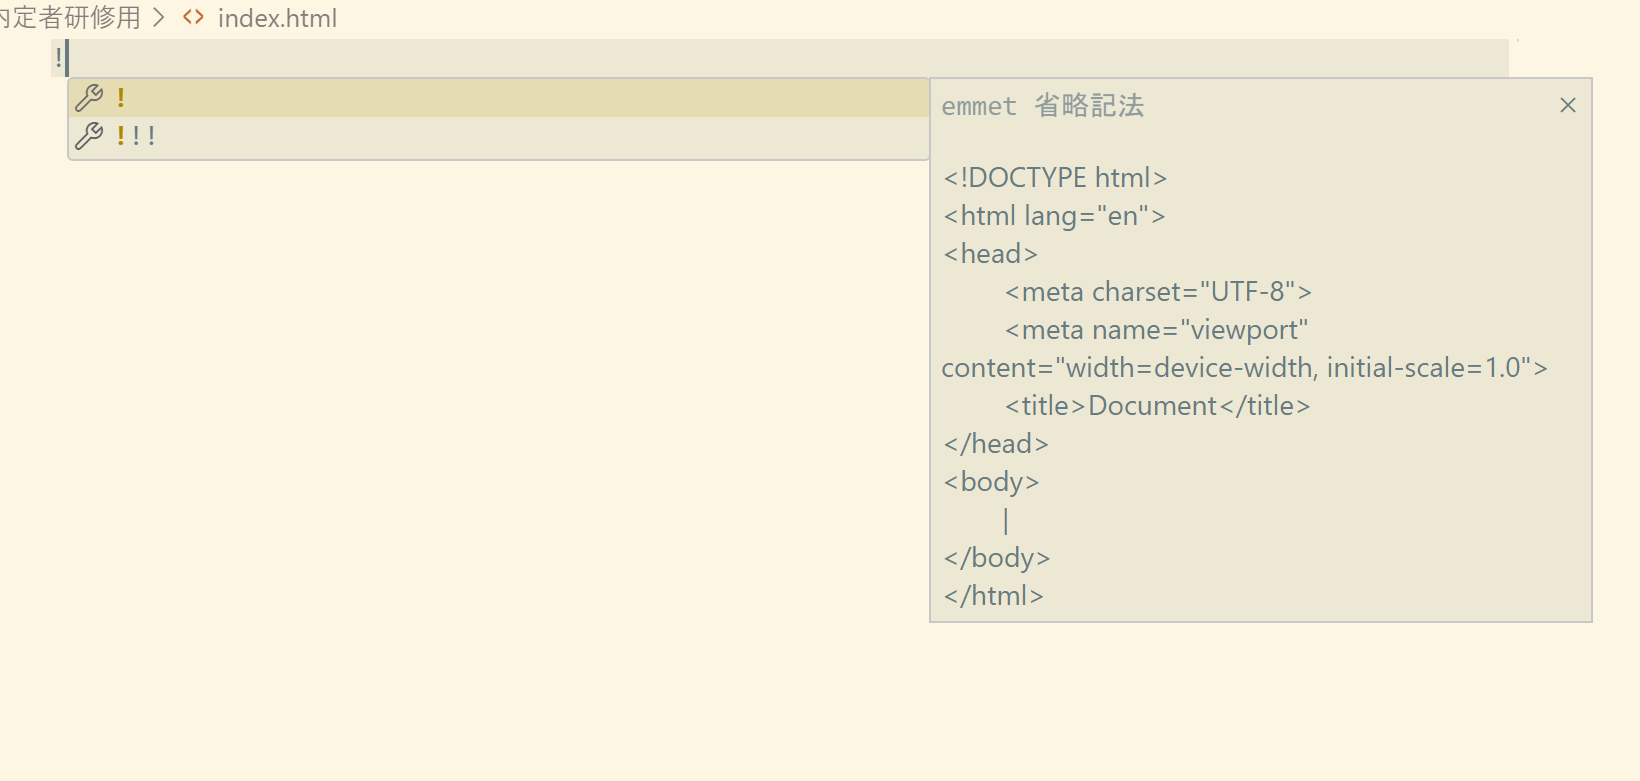 内定者研修用 > <> index.html
!
!
!!!
emmet 省略記法
<!DOCTYPE html>
<html lang="en">
<head>
<meta charset="UTF-8">
<meta name="viewport"
content="width=device-width, initial-scale=1.0">
<title>Document</title>
</head>
<body>
|
</body>
</html>